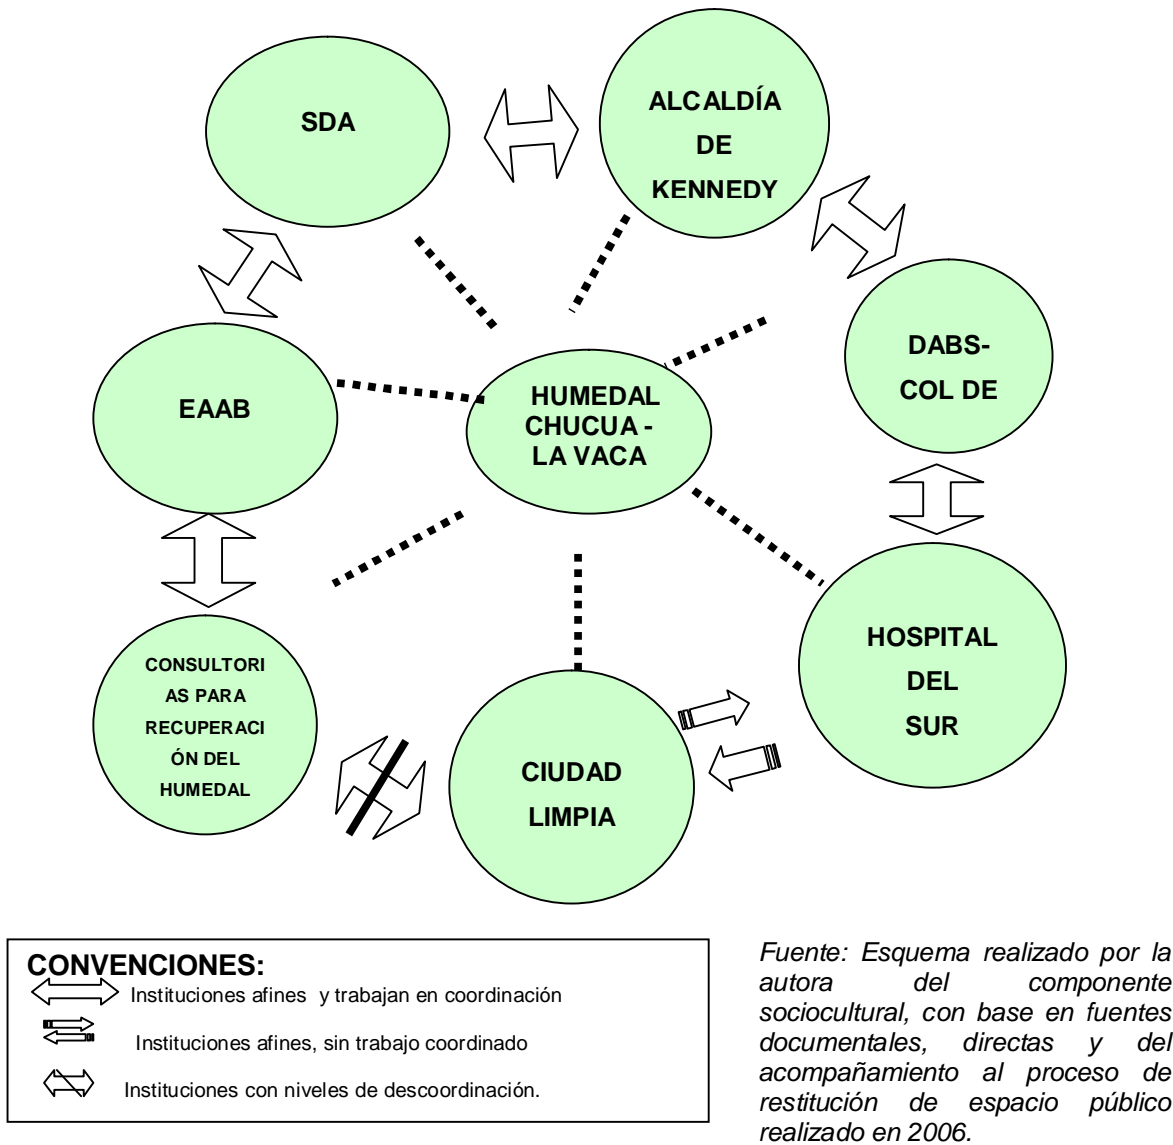 SDA
ALCALDÍA
DE
KENNEDY
DABS-
COL DE
EAAB
HUMEDAL
CHUCUA -
LA VACA
HOSPITAL
DEL
SUR
CONSULTORI
AS PARA
RECUPERACI
ÓN DEL
HUMEDAL
CIUDAD
LIMPIA
CONVENCIONES:
Instituciones afines y trabajan en coordinación
Instituciones afines, sin trabajo coordinado
Instituciones con niveles de descoordinación.
Fuente: Esquema realizado por la
autora del componente
sociocultural, con base en fuentes
documentales, directas y del
acompañamiento al proceso de
restitución de espacio público
realizado en 2006.